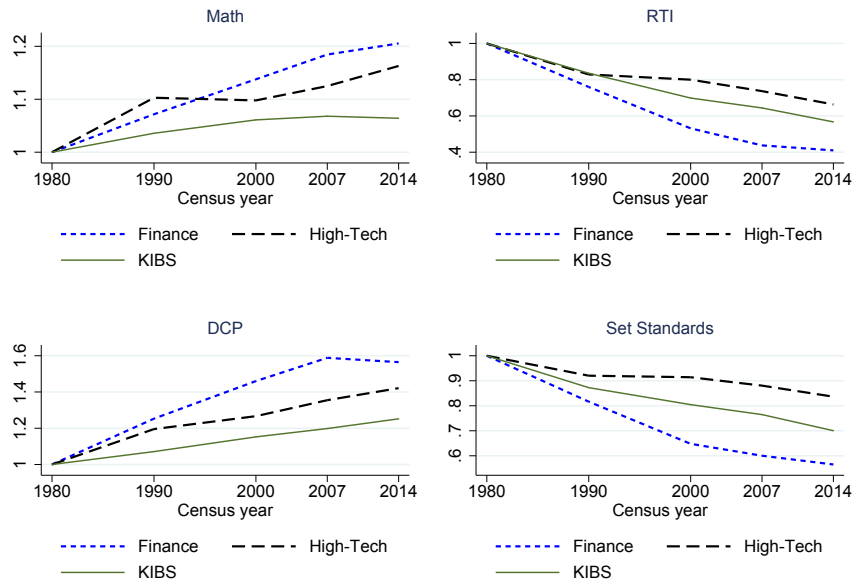 Math
1 1.1 1.2
1980 1990 2000 2007 2014
Census year
Finance High-Tech
KIBS
RTI
.4 .6 .8 1
1980 1990 2000 2007 2014
Census year
Finance High-Tech
KIBS
DCP
1 1.2 1.4 1.6
1980 1990 2000 2007 2014
Census year
Finance High-Tech
KIBS
Set Standards
.6 .7 .8 .9 1
1980 1990 2000 2007 2014
Census year
Finance High-Tech
KIBS